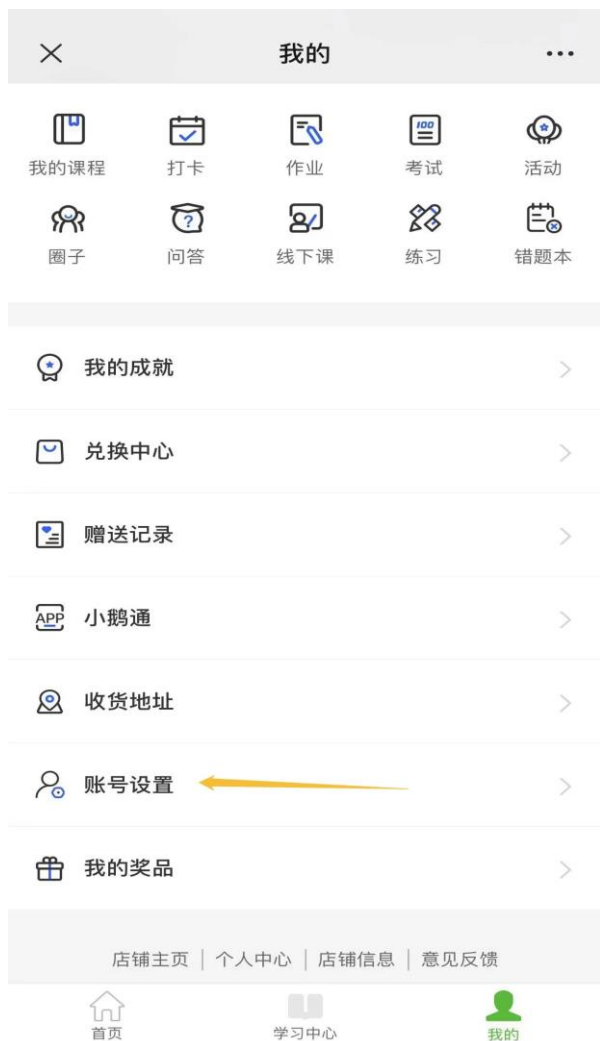 我的
100
我的课程 打卡 作业 考试 活动
圈子 问答 线下课 练习 错题本
我的成就
兑换中心
赠送记录
APP 小鹅通
收货地址
账号设置
我的奖品
店铺主页 | 个人中心 | 店铺信息 | 意见反馈
首页 学习中心 我的